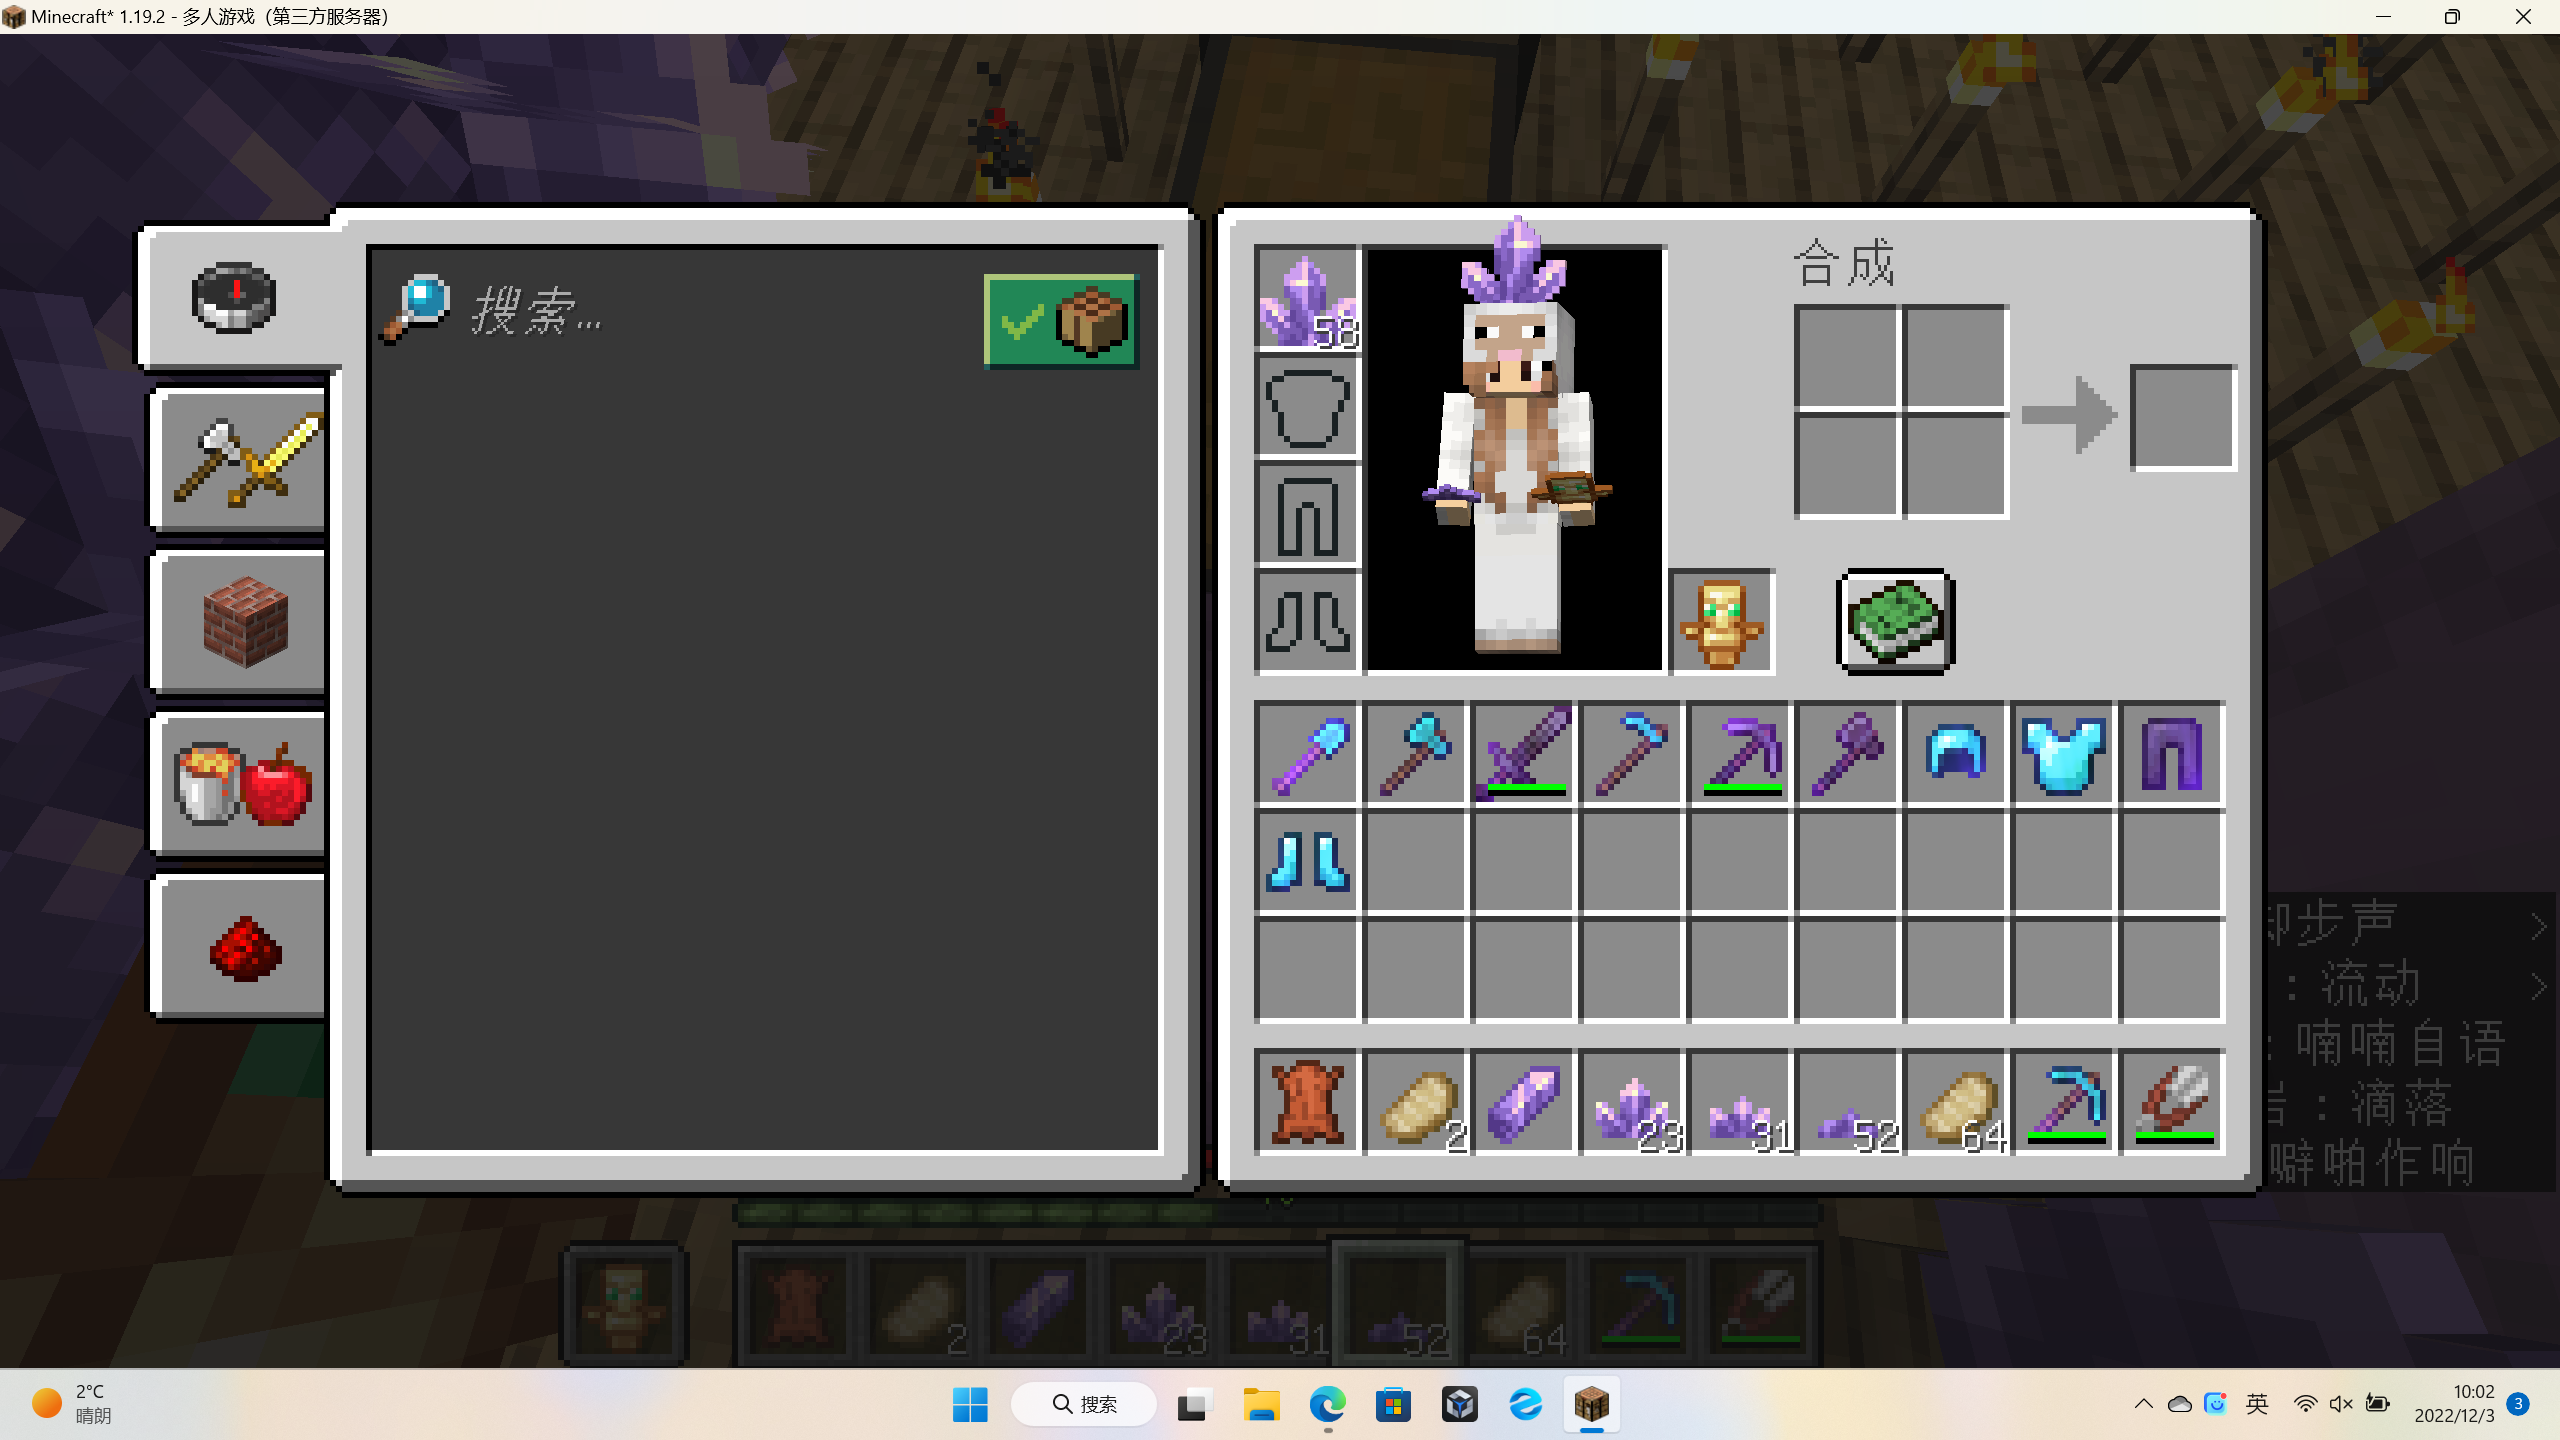 Minecraft* 1.19.2 - 多人游戏（第三方服务器）
搜索...
合成
58
脚步声 >
：流动 >
：喃喃自语
岩：滴落
噼啪作响
2
23
31
52
64
2
23
31
52
64
2°C
晴朗
搜索
英
10:02
2022/12/3
3